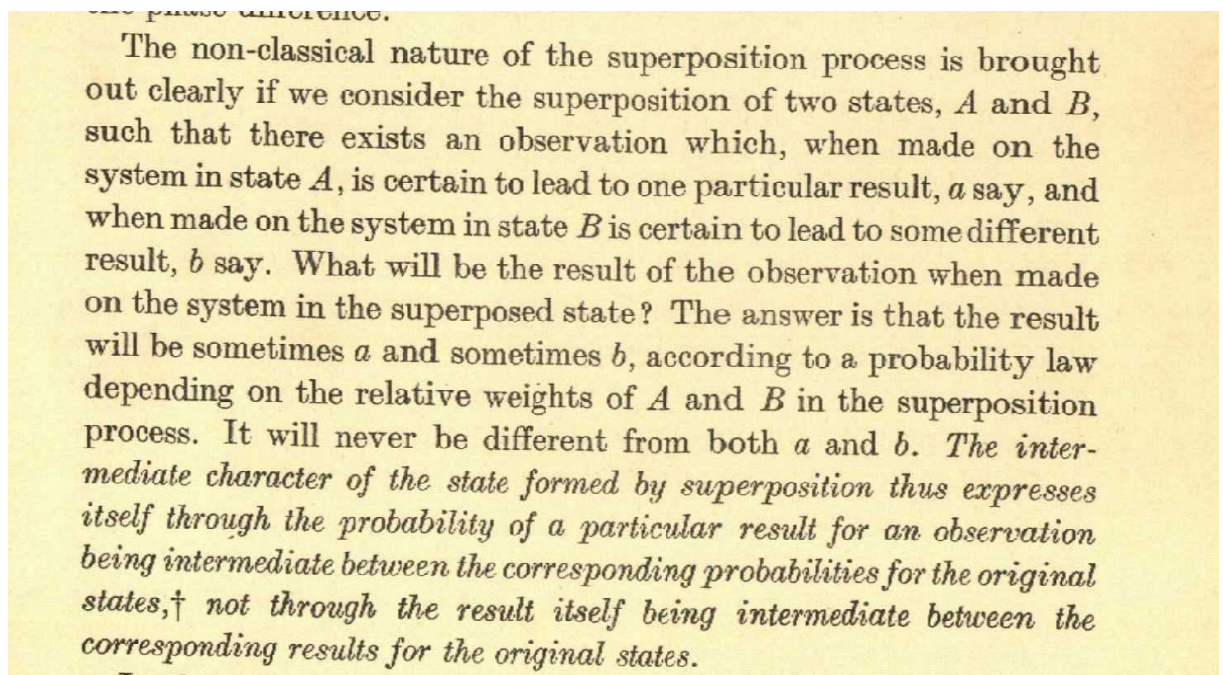 the phase difference.
The non-classical nature of the superposition process is brought
out clearly if we consider the superposition of two states, A and B,
such that there exists an observation which, when made on the
system in state A, is certain to lead to one particular result, a say, and
when made on the system in state B is certain to lead to some different
result, b say. What will be the result of the observation when made
on the system in the superposed state? The answer is that the result
will be sometimes a and sometimes b, according to a probability law
depending on the relative weights of A and B in the superposition
process. It will never be different from both a and b. The inter-
mediate character of the state formed by superposition thus expresses
itself through the probability of a particular result for an observation
being intermediate between the corresponding probabilities for the original
states,† not through the result itself being intermediate between the
corresponding results for the original states.